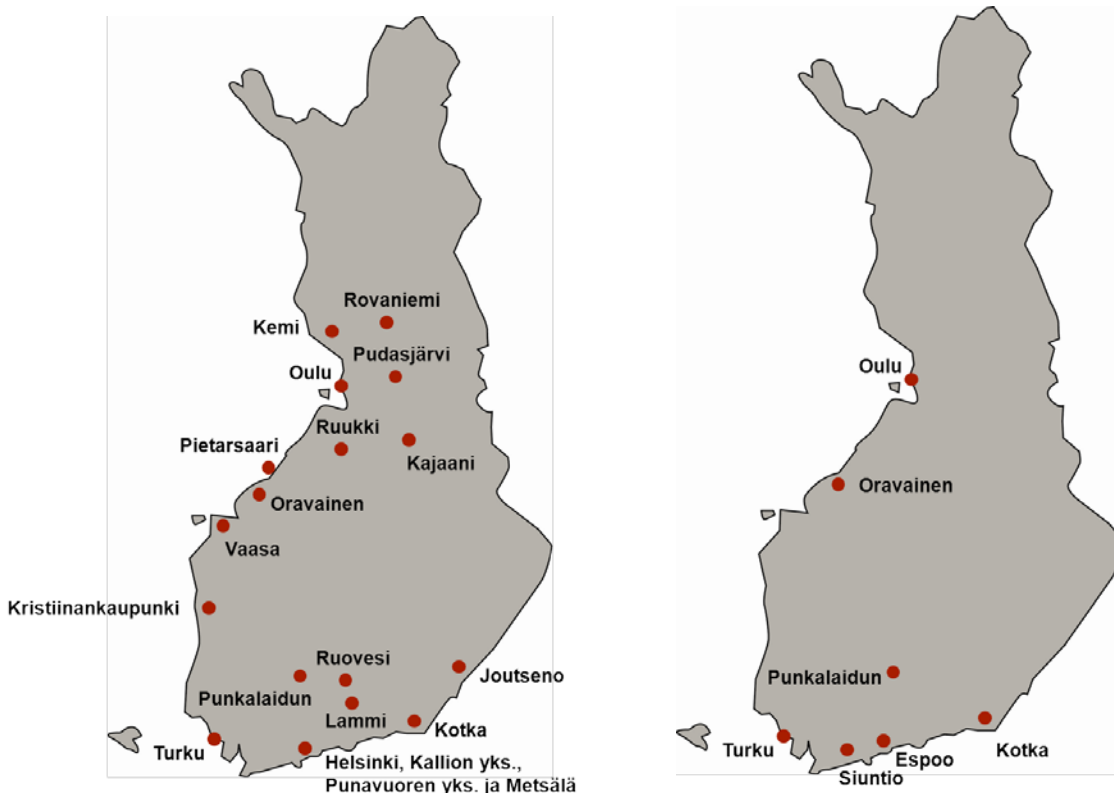 Rovaniemi
Kemi
Pudasjärvi
Oulu
Ruukki
Pietarsaari
Kajaani
Oravainen
Vaasa
Kristiinankaupunki
Ruovesi
Joutseno
Punkalaidun
Lammi
Kotka
Turku
Helsinki, Kallion yks.,
Punavuoren yks. ja Metsälä
Oulu
Oravainen
Punkalaidun
Turku
Kotka
Espoo
Siuntio